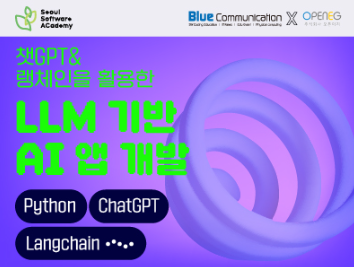 Seoul
Software
ACademy
Blue Communication X OPENEG
챗GPT&
랭체인을 활용한
LLM 기반
AI 앱 개발
Python ChatGPT
Langchain